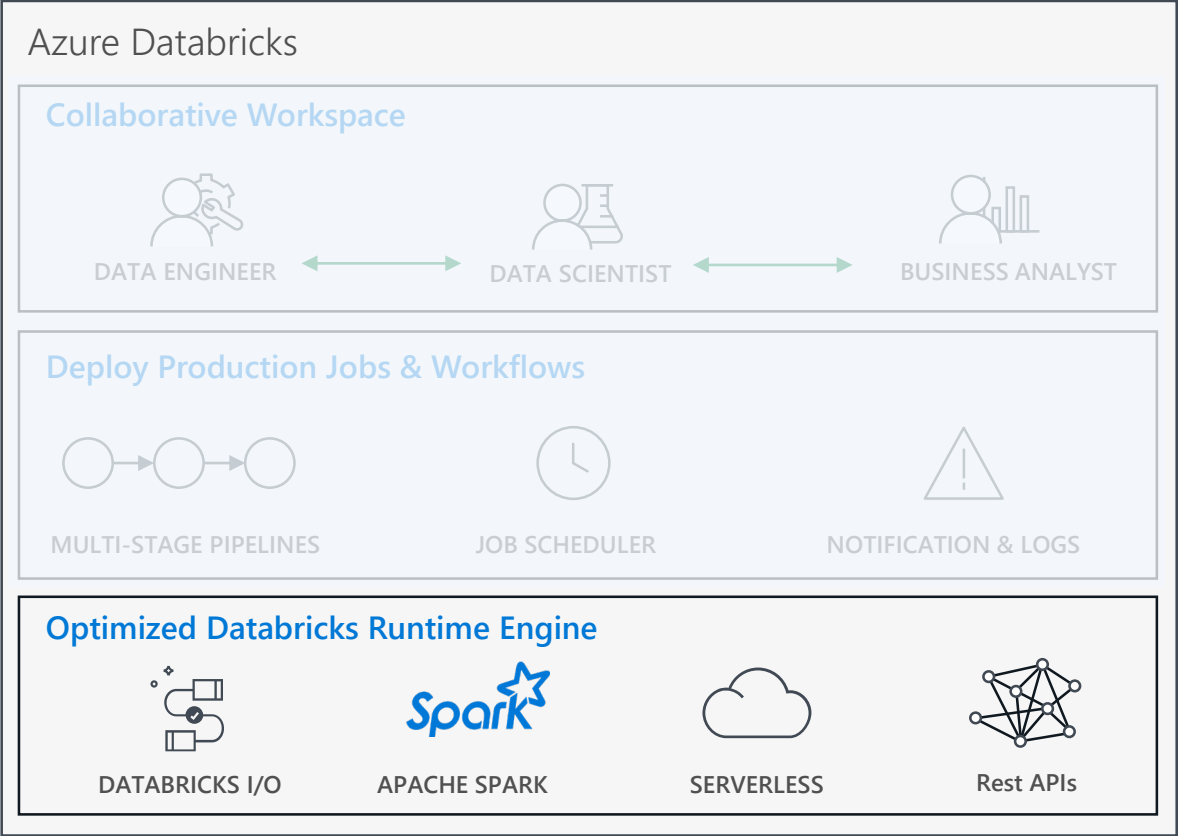 Azure Databricks
Collaborative Workspace
DATA ENGINEER
DATA SCIENTIST
BUSINESS ANALYST
Deploy Production Jobs & Workflows
MULTI-STAGE PIPELINES
JOB SCHEDULER
NOTIFICATION & LOGS
Optimized Databricks Runtime Engine
Spark
DATABRICKS I/O
APACHE SPARK
SERVERLESS
Rest APIs